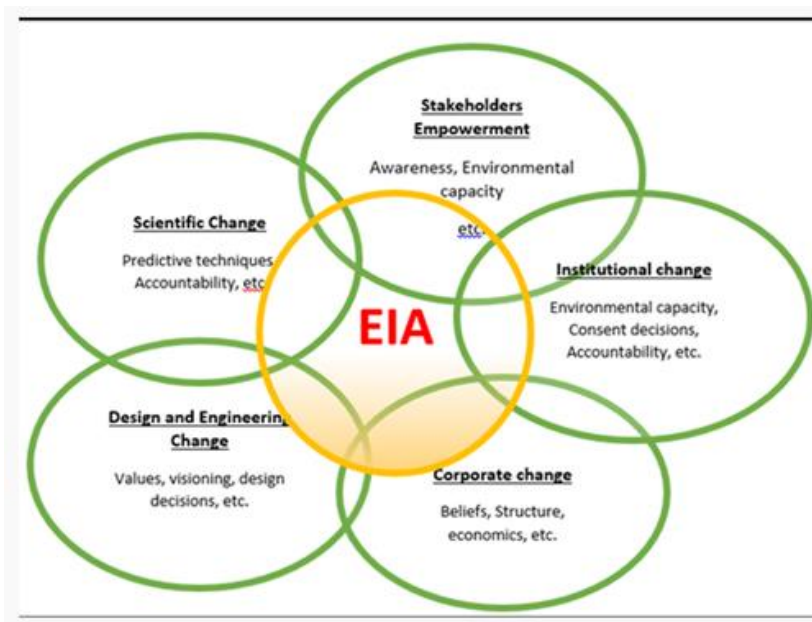 Stakeholders
Empowerment
Awareness, Environmental
capacity
etc.
Scientific Change
Predictive techniques
Accountability, etc
EIA
Institutional change
Environmental capacity,
Consent decisions,
Accountability, etc.
Design and Engineering
Change
Values, visioning, design
decisions, etc.
Corporate change
Beliefs, Structure,
economics, etc.